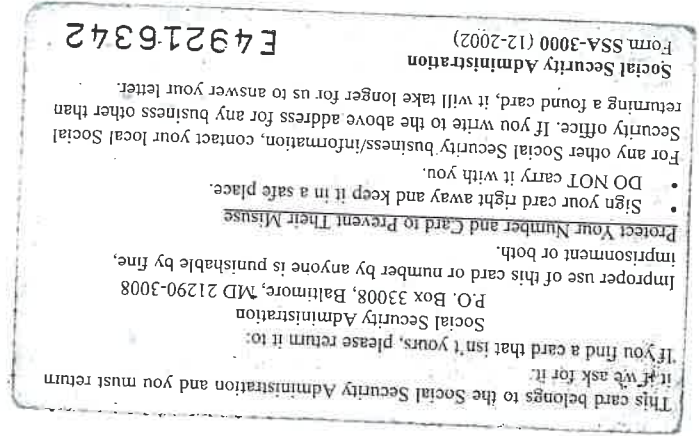 This card belongs to the Social Security Administration and you must return
it if we ask for it.
If you find a card that isn't yours, please return it to:
Social Security Administration
P.O. Box 33008, Baltimore, MD 21290-3008
Improper use of this card or number by anyone is punishable by fine,
imprisonment or both.
Protect Your Number and Card to Prevent Their Misuse
• Sign your card right away and keep it in a safe place.
• DO NOT carry it with you.
For any other Social Security business/information, contact your local Social
Security office. If you write to the above address for any business other than
returning a found card, it will take longer for us to answer your letter.
Social Security Administration
Form SSA-3000 (12-2002) E49216342